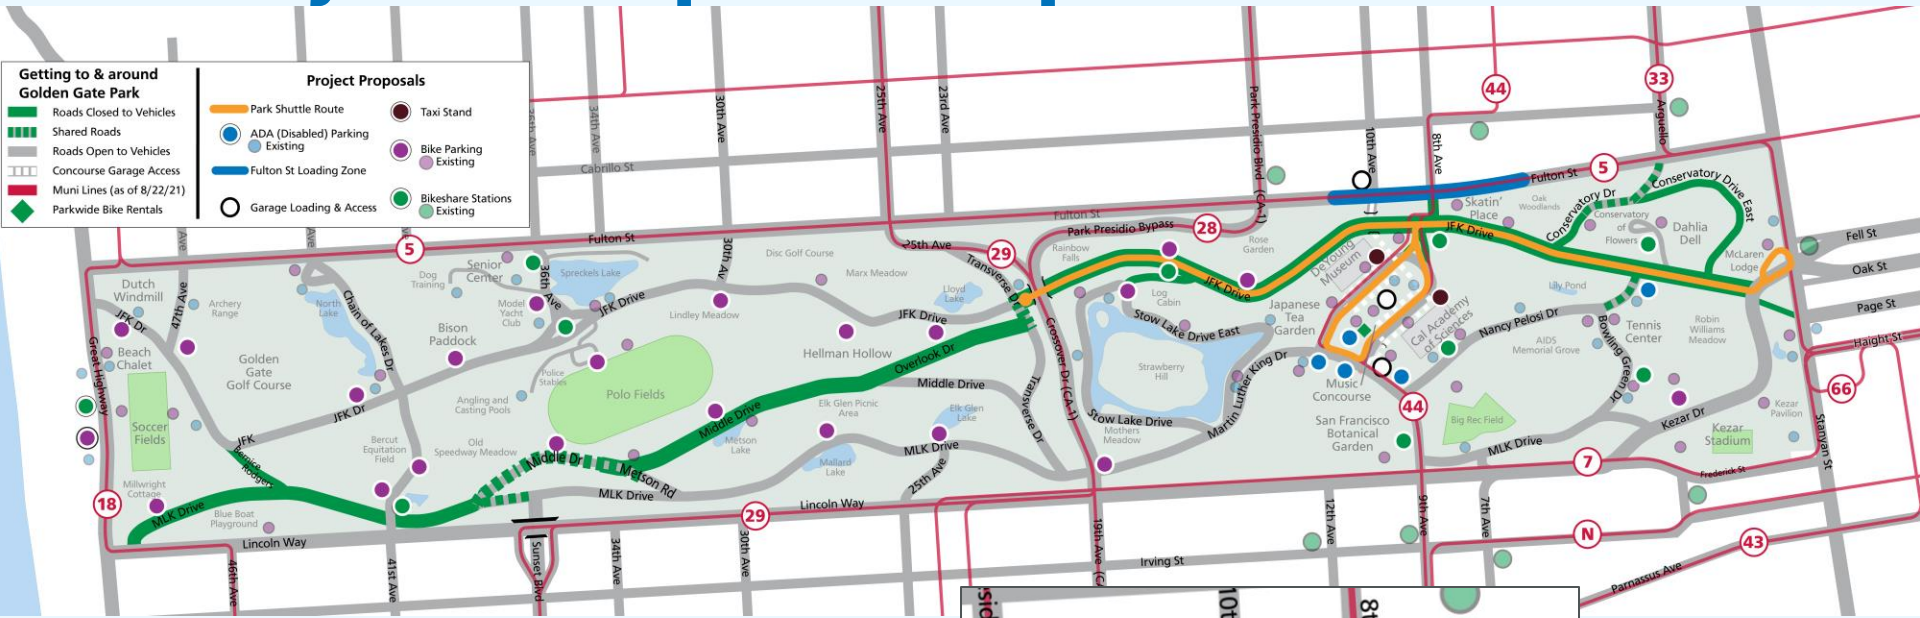 Getting to & around
Golden Gate Park
Roads Closed to Vehicles
Shared Roads
Roads Open to Vehicles
Concourse Garage Access
Muni Lines (as of 8/22/21)
Parkwide Bike Rentals
Project Proposals
Park Shuttle Route
ADA (Disabled) Parking
Existing
Fulton St Loading Zone
Garage Loading & Access
Taxi Stand
Bike Parking
Existing
Bikeshare Stations
Existing
34th Ave
30th Ave
25th Ave
23rd Ave
Park Presidio Blvd (CA-1)
10th Ave
8th Ave
Arguello
44
33
Cabrillo St
Fulton St
5
Fulton St
Park Presidio Bypass
28
Fulton St
5
25th Ave
29
Transverse Dr
30th Ave
36th Ave
47th Ave
Dutch
Windmill
JFK Dr
Archery
Range
North
Lake
Chain of Lakes Dr
Dog
Training
Senior
Center
Model
Yacht
Club
Spreckels Lake
JFK Drive
Lindley Meadow
Disc Golf Course
Marx Meadow
Lloyd
Lake
JFK Drive
Rainbow
Falls
Rose
Garden
Log
Cabin
JFK Drive
De Young
Museum
Japanese
Tea
Garden
Skatin'
Place
Oak
Woodlands
JFK Drive
Conservatory Dr
Conservatory Drive East
Conservatory
of Flowers
Dahlia
Dell
McLaren
Lodge
Fell St
Oak St
Page St
Haight St
66
Great Highway
Beach
Chalet
Golden
Gate
Golf Course
Bison
Paddock
JFK Dr
JFK
Bernice
Rodgers
Soccer
Fields
Millwright
Cottage
18
MLK Drive
Blue Boat
Playground
Lincoln Way
Bercut
Equitation
Field
Old
Speedway Meadow
Angling and
Casting Pools
Police
Stables
Polo Fields
Hellman Hollow
Overlook Dr
Middle Drive
Middle Drive
Middle Dr
Metson Rd
Metson
Lake
MLK Drive
Elk Glen Picnic
Area
Elk Glen
Lake
Mallard
Lake
MLK Drive
25th Ave
Transverse Dr
Crossover Dr (CA-1)
Stow Lake Drive East
Strawberry
Hill
Stow Lake Drive
Mothers
Meadow
Martin Luther King Dr
Music
Concourse
Cal Academy
of Sciences
44
San Francisco
Botanical
Garden
Nancy Pelosi Dr
Lily Pond
AIDS
Memorial Grove
Bowling Green Dr
Tennis
Center
Robin
Williams
Meadow
Big Rec Field
MLK Drive
Kezar Dr
Kezar
Stadium
Kezar
Pavilion
Stanyan St
7
Frederick St
Lincoln Way
29
46th Ave
41st Ave
Sunset Blvd
34th Ave
30th Ave
19th Ave
12th Ave
9th Ave
7th Ave
Irving St
N
43
Parnassus Ave